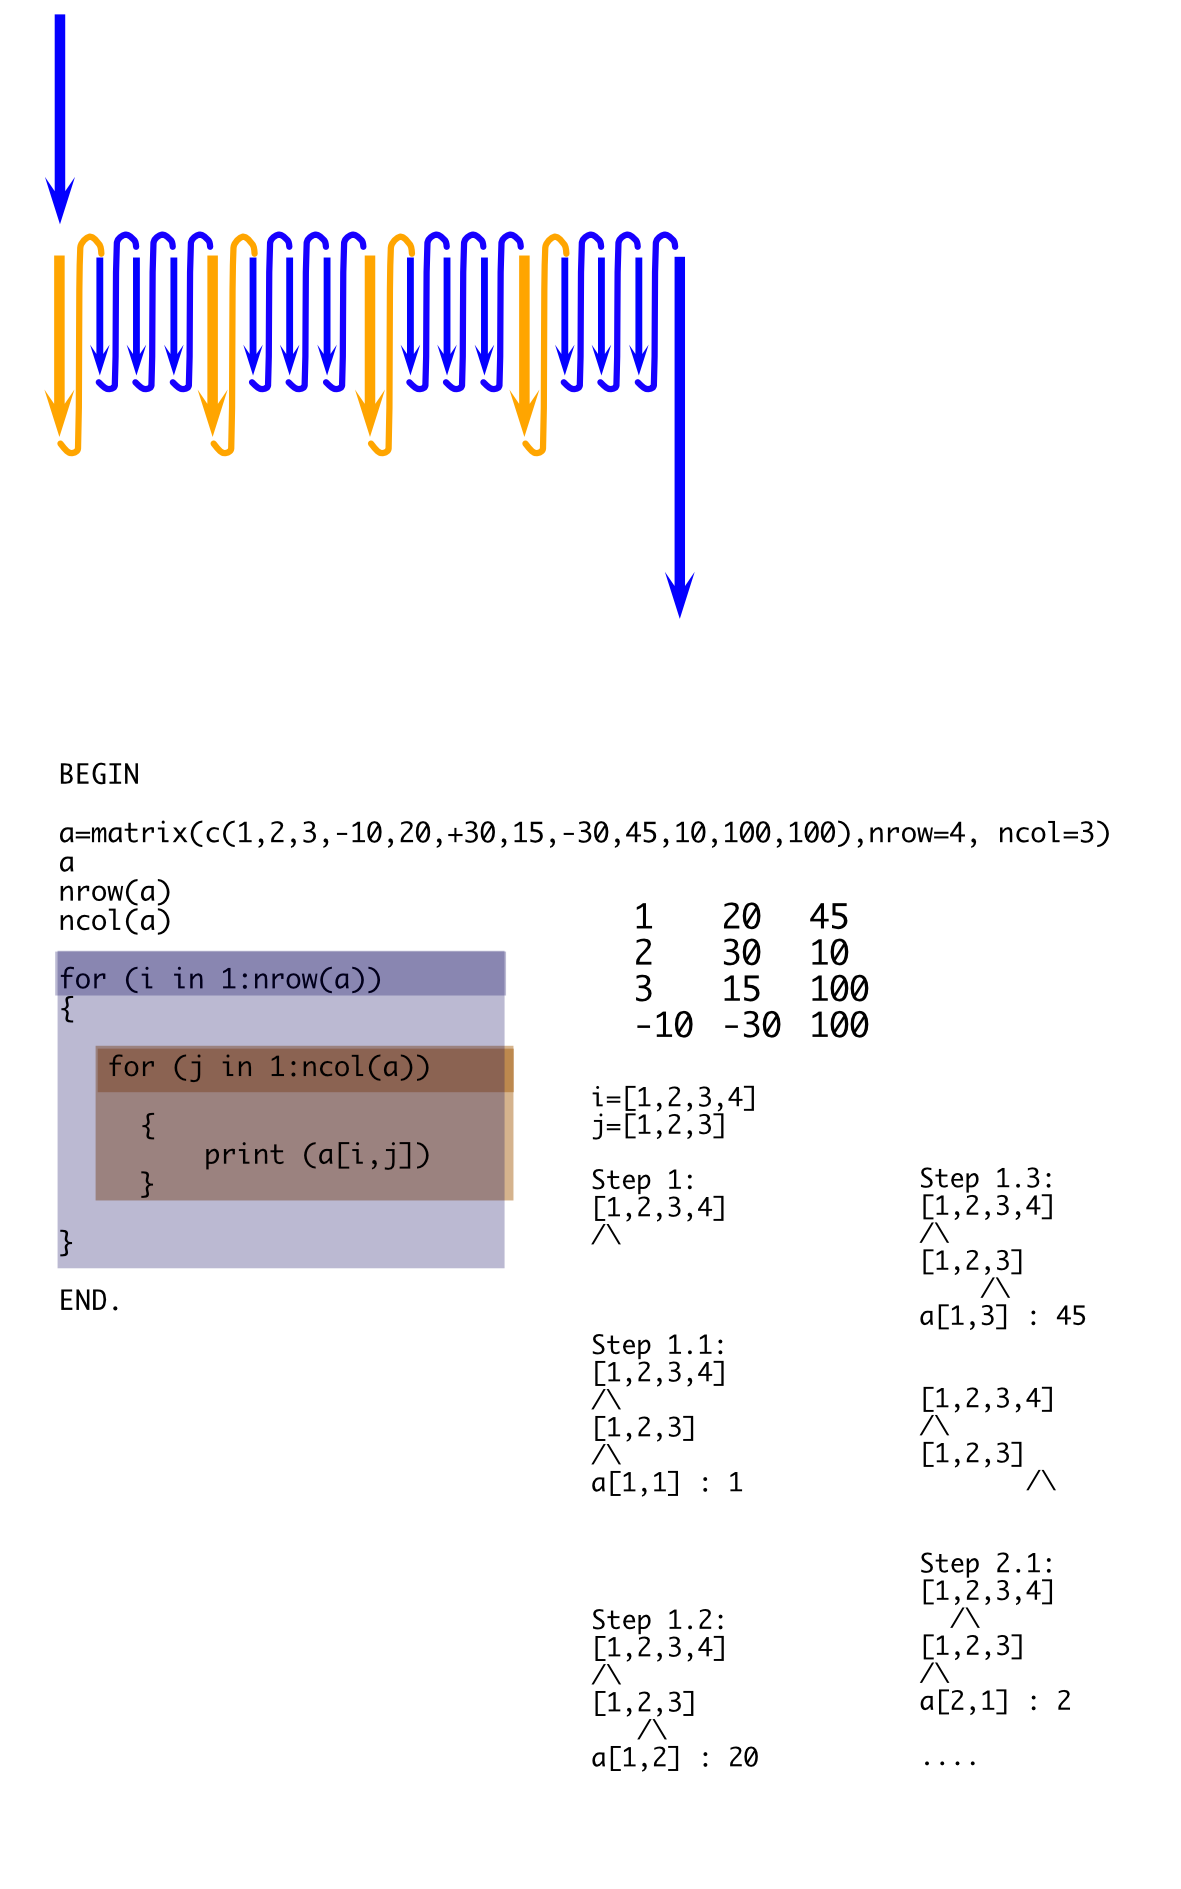 BEGIN
a=matrix(c(1,2,3,-10,20,+30,15,-30,45,10,100,100),nrow=4, ncol=3)
a
nrow(a)
ncol(a)
for (i in 1:nrow(a))
{
for (j in 1:ncol(a))
{
print (a[i,j])
}
}
END.
1 20 45
2 30 10
3 15 100
-10 -30 100
i=[1,2,3,4]
j=[1,2,3]
Step 1:
[1,2,3,4]
/\
Step 1.1:
[1,2,3,4]
/\
[1,2,3]
/\
a[1,1] : 1
Step 1.2:
[1,2,3,4]
/\
[1,2,3]
/\
a[1,2] : 20
Step 1.3:
[1,2,3,4]
/\
[1,2,3]
/\
a[1,3] : 45
[1,2,3,4]
/\
[1,2,3]
/\
Step 2.1:
[1,2,3,4]
/\
[1,2,3]
/\
a[2,1] : 2
....